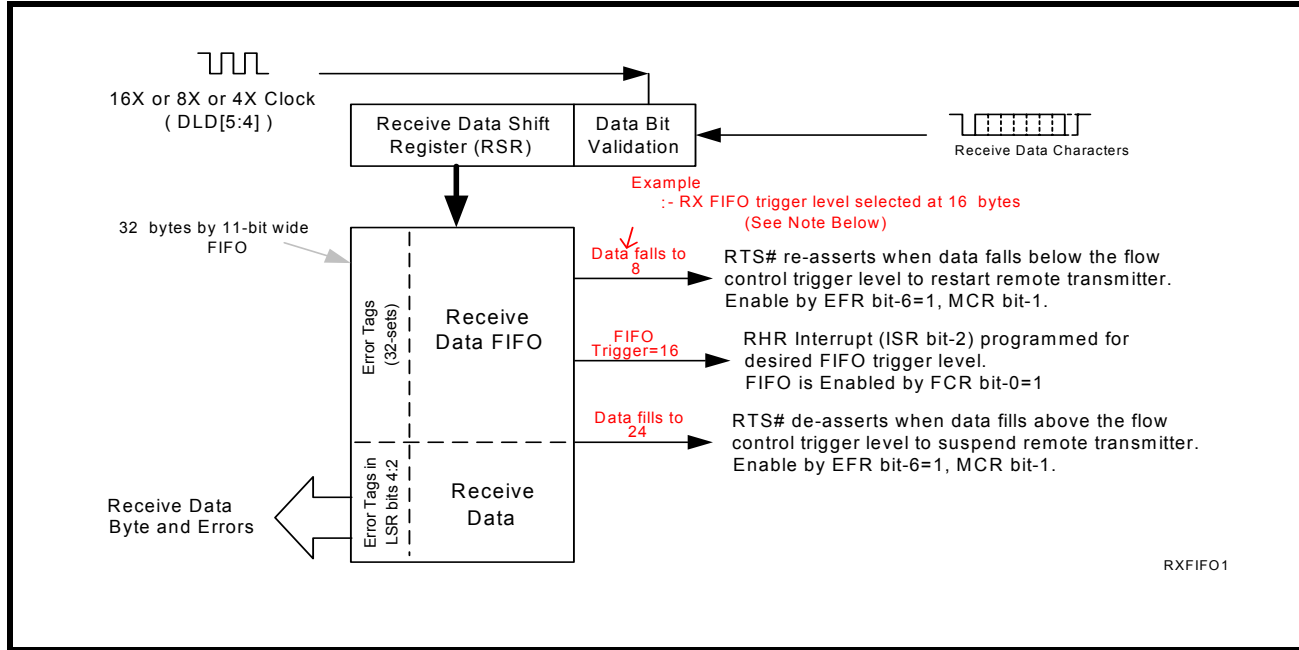 16X or 8X or 4X Clock
( DLD[5:4] )
Receive Data Shift
Register (RSR)
Data Bit
Validation
Receive Data Characters
Example
:- RX FIFO trigger level selected at 16 bytes
(See Note Below)
32 bytes by 11-bit wide
FIFO
Error Tags
(32-sets)
Receive
Data FIFO
Data falls to
8
RTS# re-asserts when data falls below the flow
control trigger level to restart remote transmitter.
Enable by EFR bit-6=1, MCR bit-1.
FIFO
Trigger=16
RHR Interrupt (ISR bit-2) programmed for
desired FIFO trigger level.
FIFO is Enabled by FCR bit-0=1
Data fills to
24
RTS# de-asserts when data fills above the flow
control trigger level to suspend remote transmitter.
Enable by EFR bit-6=1, MCR bit-1.
Error Tags in
LSR bits 4:2
Receive
Data
Receive Data
Byte and Errors
RXFIFO1